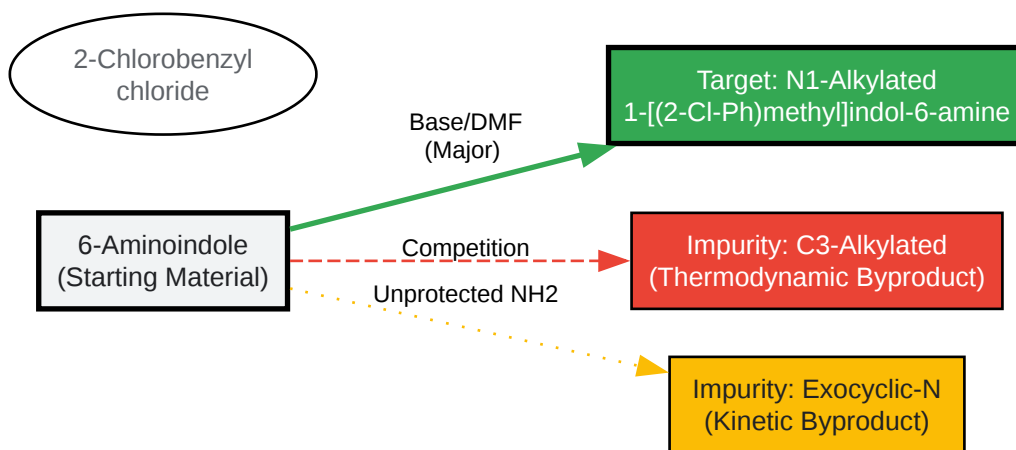 2-Chlorobenzyl
chloride
Target: N1-Alkylated
1-[(2-Cl-Ph)methyl]indol-6-amine
Base/DMF
(Major)
6-Aminoindole
(Starting Material)
Competition
Impurity: C3-Alkylated
(Thermodynamic Byproduct)
Unprotected NH2
Impurity: Exocyclic-N
(Kinetic Byproduct)